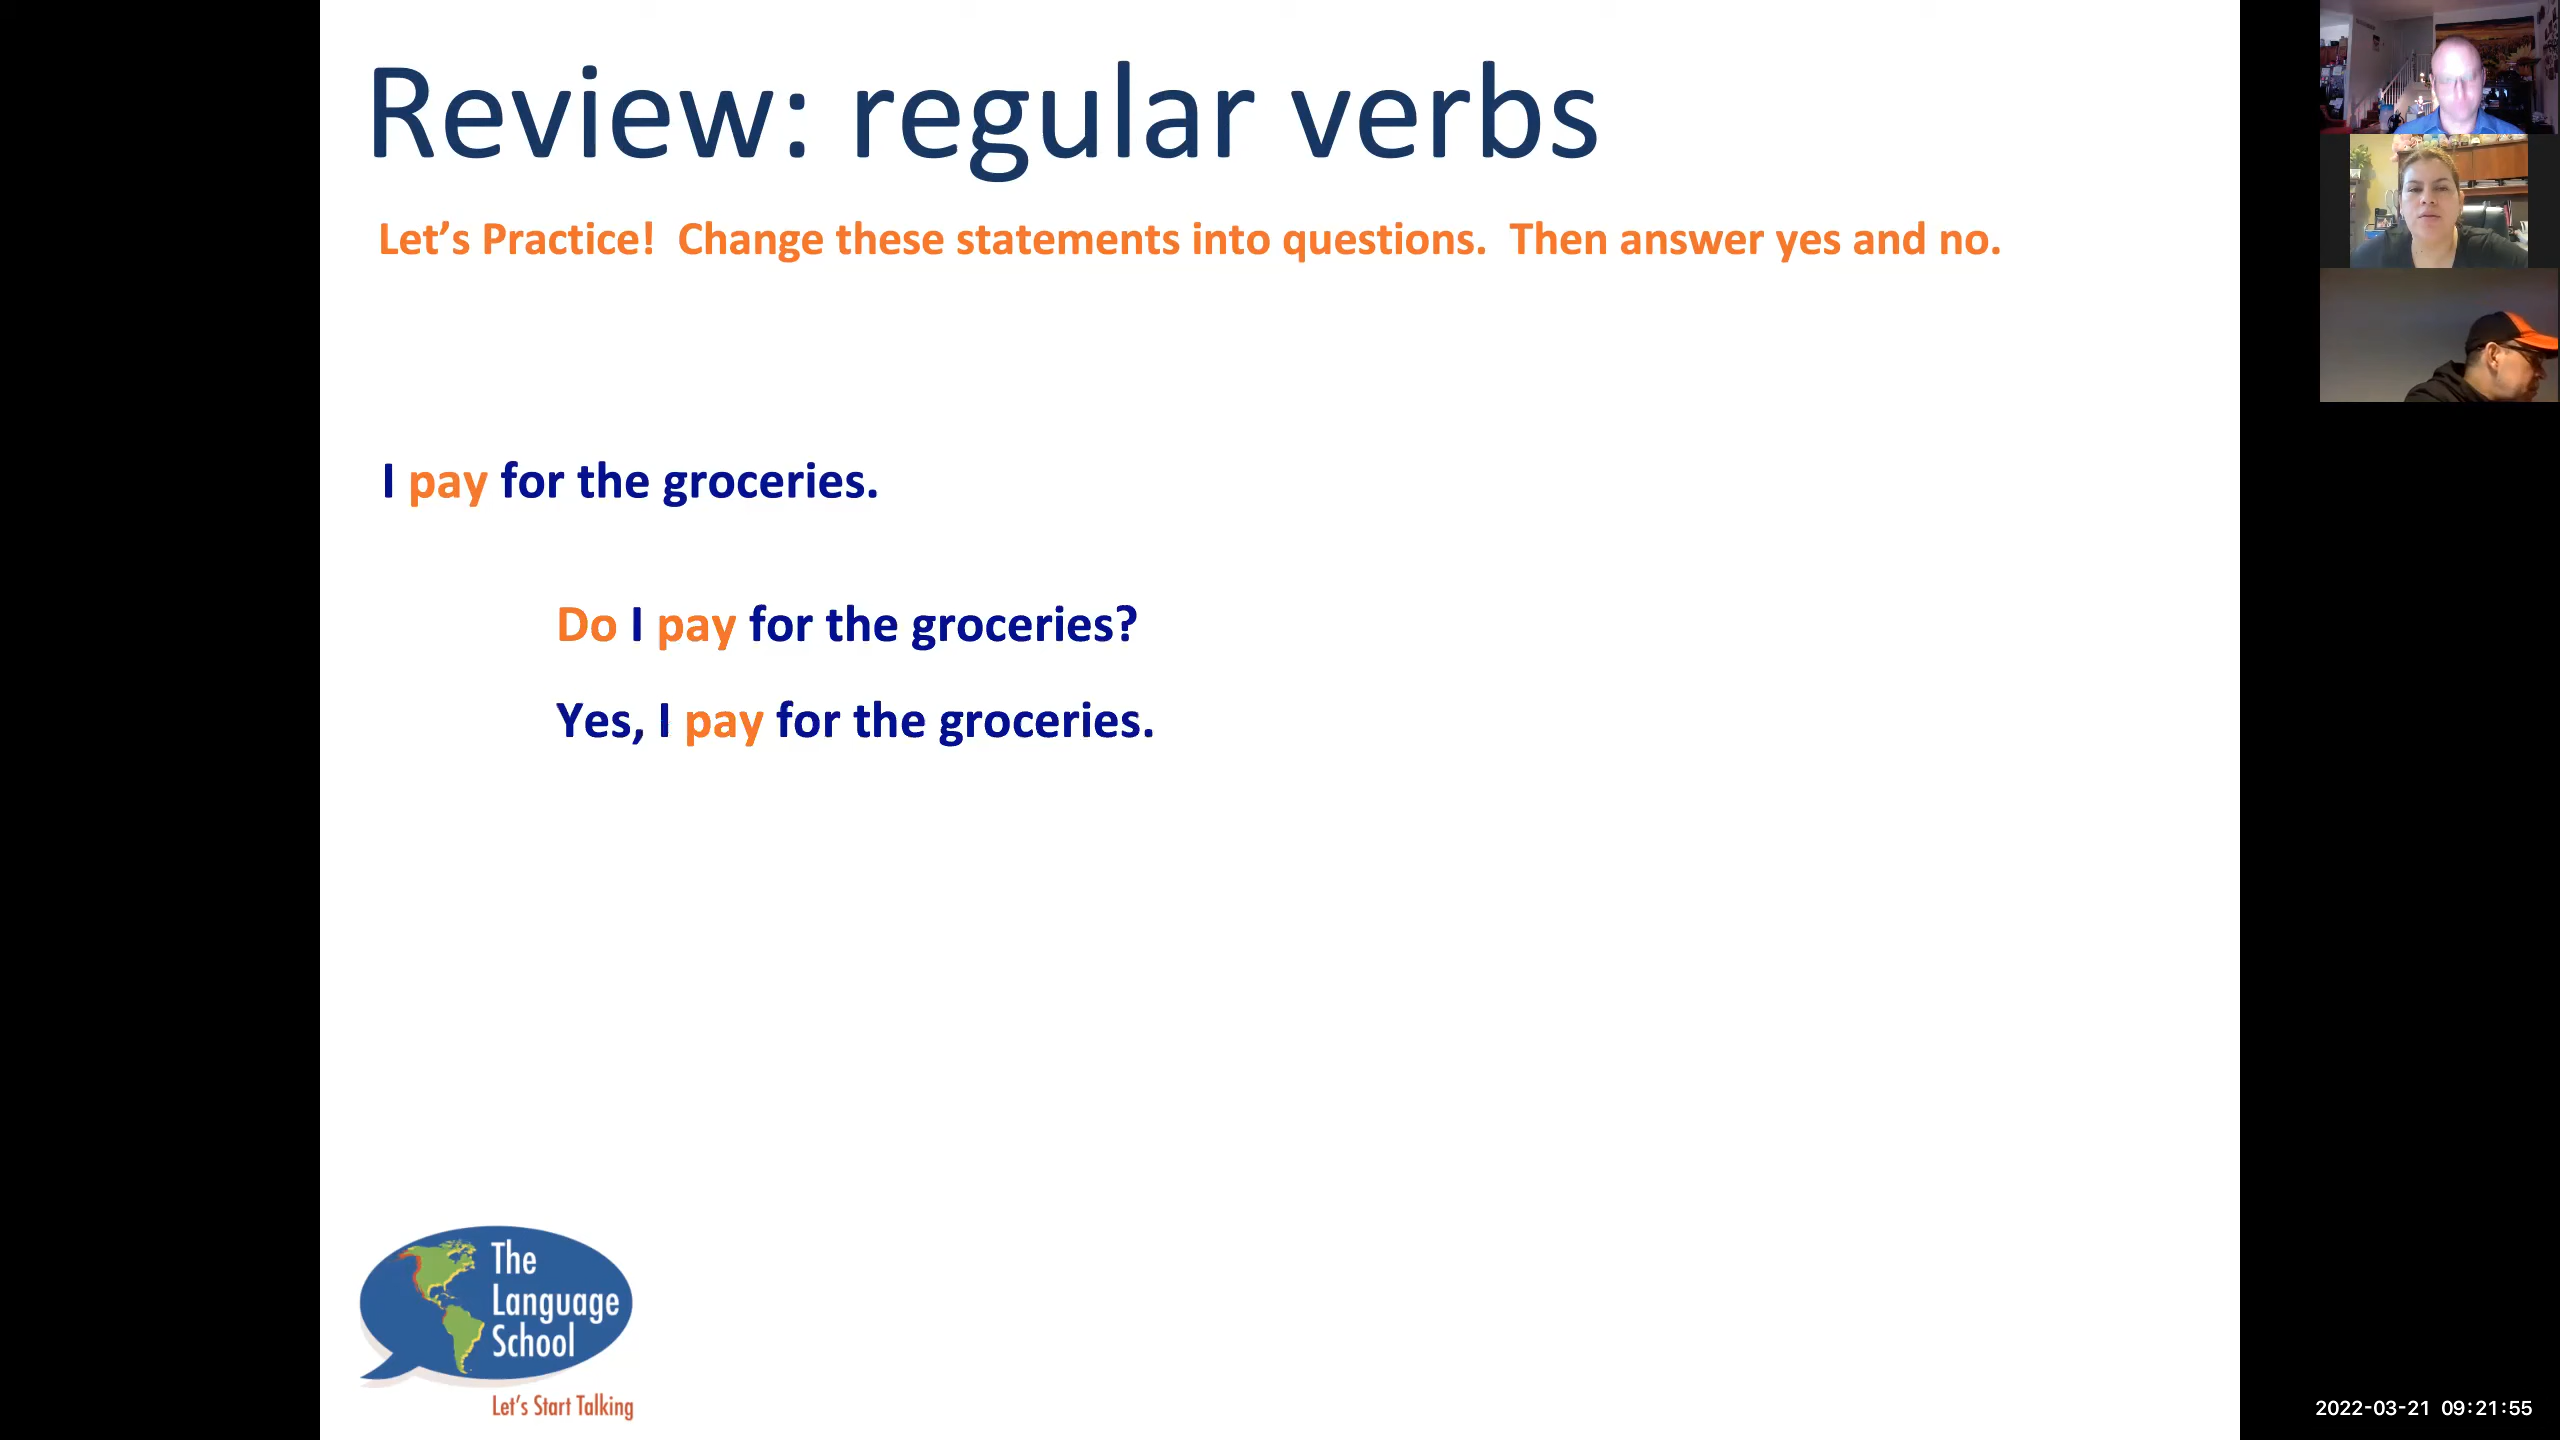 Review: regular verbs
Let’s Practice!  Change these statements into questions.  Then answer yes and no.
I pay for the groceries.
Do I pay for the groceries?
Yes, I pay for the groceries.
The
Language
School
Let’s Start Talking
2022-03-21 09:21:55